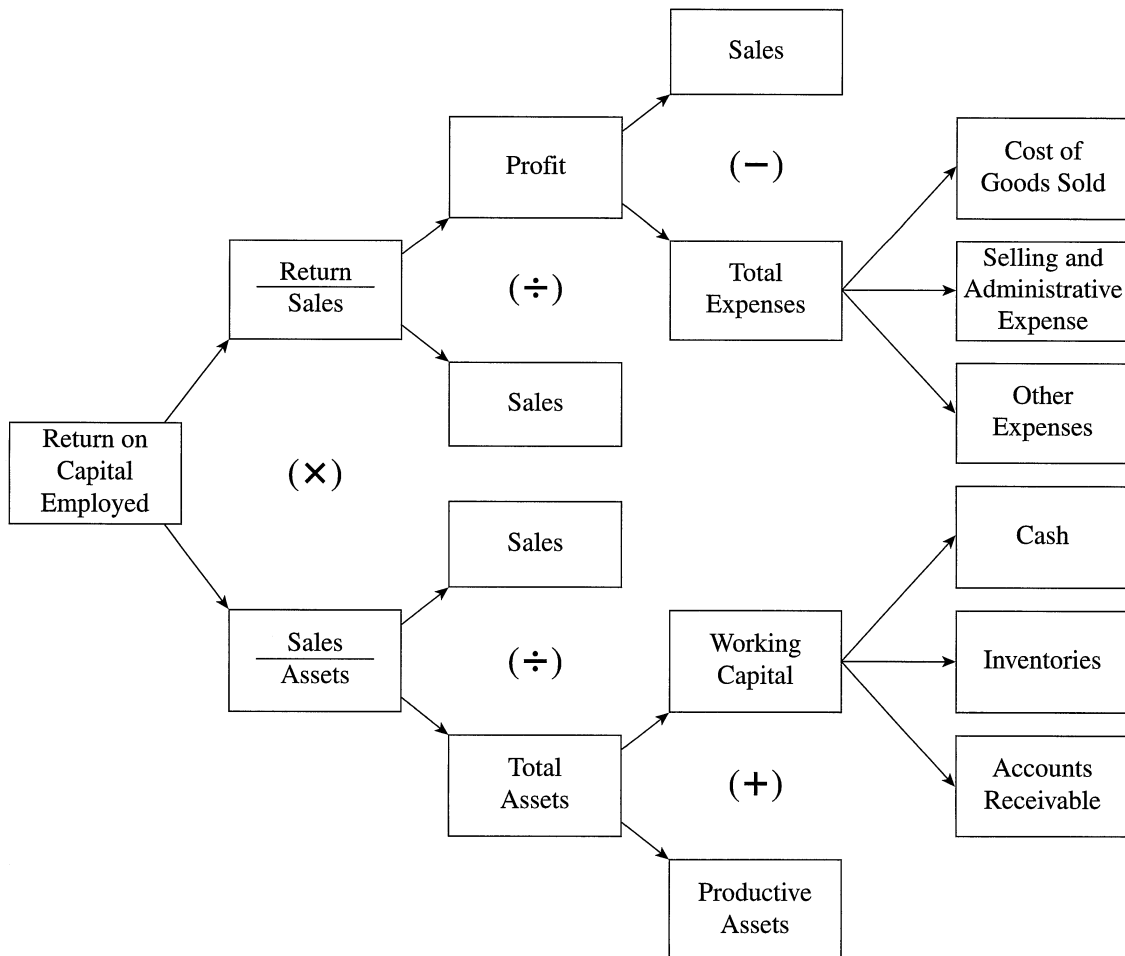 Sales
Profit
(−)
Cost of
Goods Sold
Return
Sales
(÷)
Total
Expenses
Selling and
Administrative
Expense
Sales
Other
Expenses
Return on
Capital
Employed
(×)
Sales
Cash
Sales
Assets
(÷)
Working
Capital
Inventories
Total
Assets
(+)
Accounts
Receivable
Productive
Assets